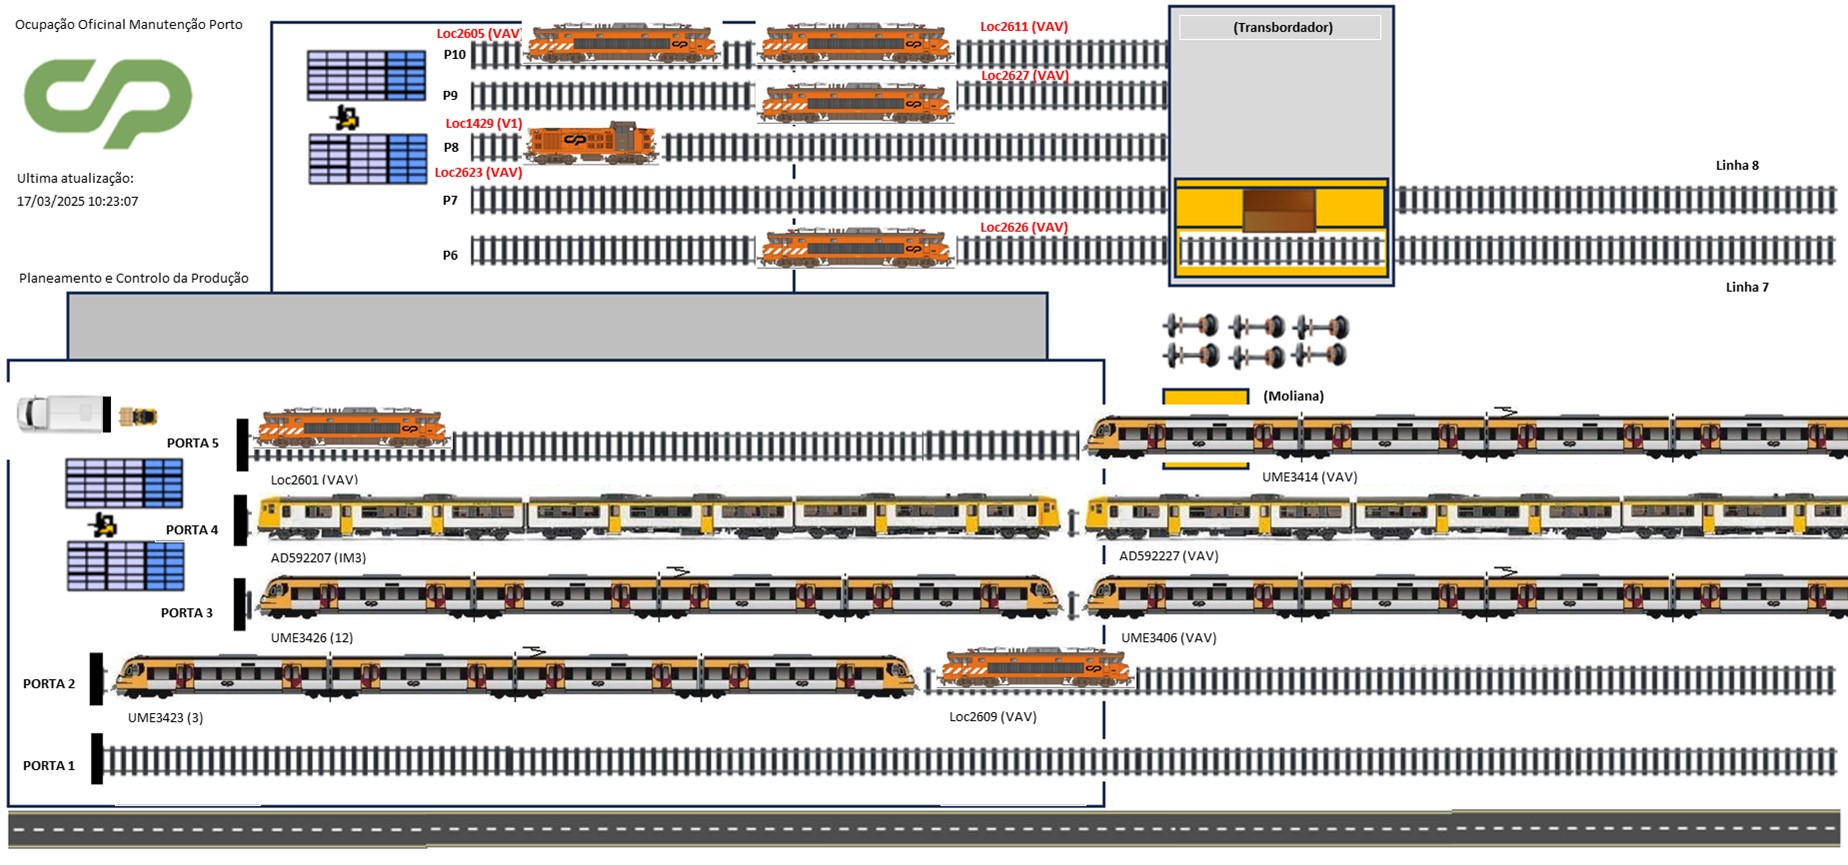 Ocupação Oficinal Manutenção Porto
Ultima atualização:
17/03/2025 10:23:07
Planeamento e Controlo da Produção
Loc2605 (VAV)
Loc2611 (VAV)
P10
Loc2627 (VAV)
P9
Loc1429 (V1)
P8
Loc2623 (VAV)
P7
Loc2626 (VAV)
P6
(Transbordador)
Linha 8
Linha 7
(Moliana)
PORTA 5
Loc2601 (VAV)
UME3414 (VAV)
PORTA 4
AD592207 (IM3)
AD592227 (VAV)
PORTA 3
UME3426 (12)
UME3406 (VAV)
PORTA 2
UME3423 (3)
Loc2609 (VAV)
PORTA 1